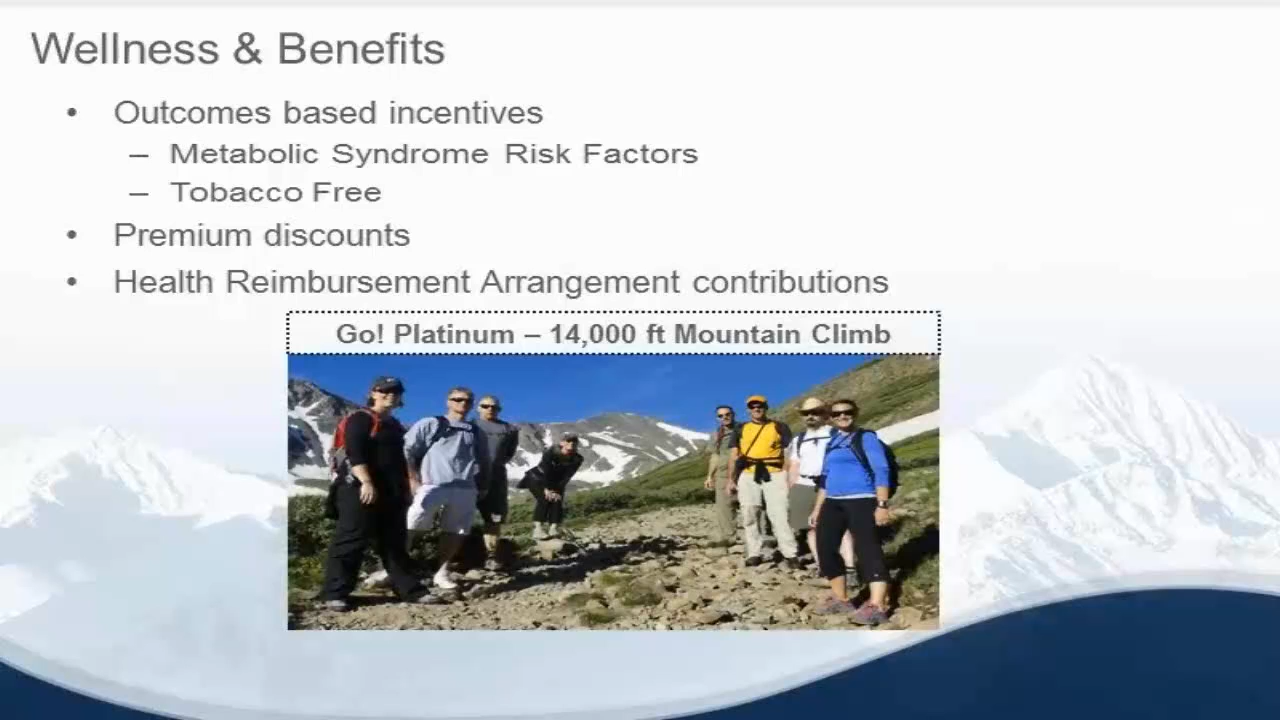 Wellness & Benefits
• Outcomes based incentives
– Metabolic Syndrome Risk Factors
– Tobacco Free
• Premium discounts
• Health Reimbursement Arrangement contributions
Go! Platinum – 14,000 ft Mountain Climb